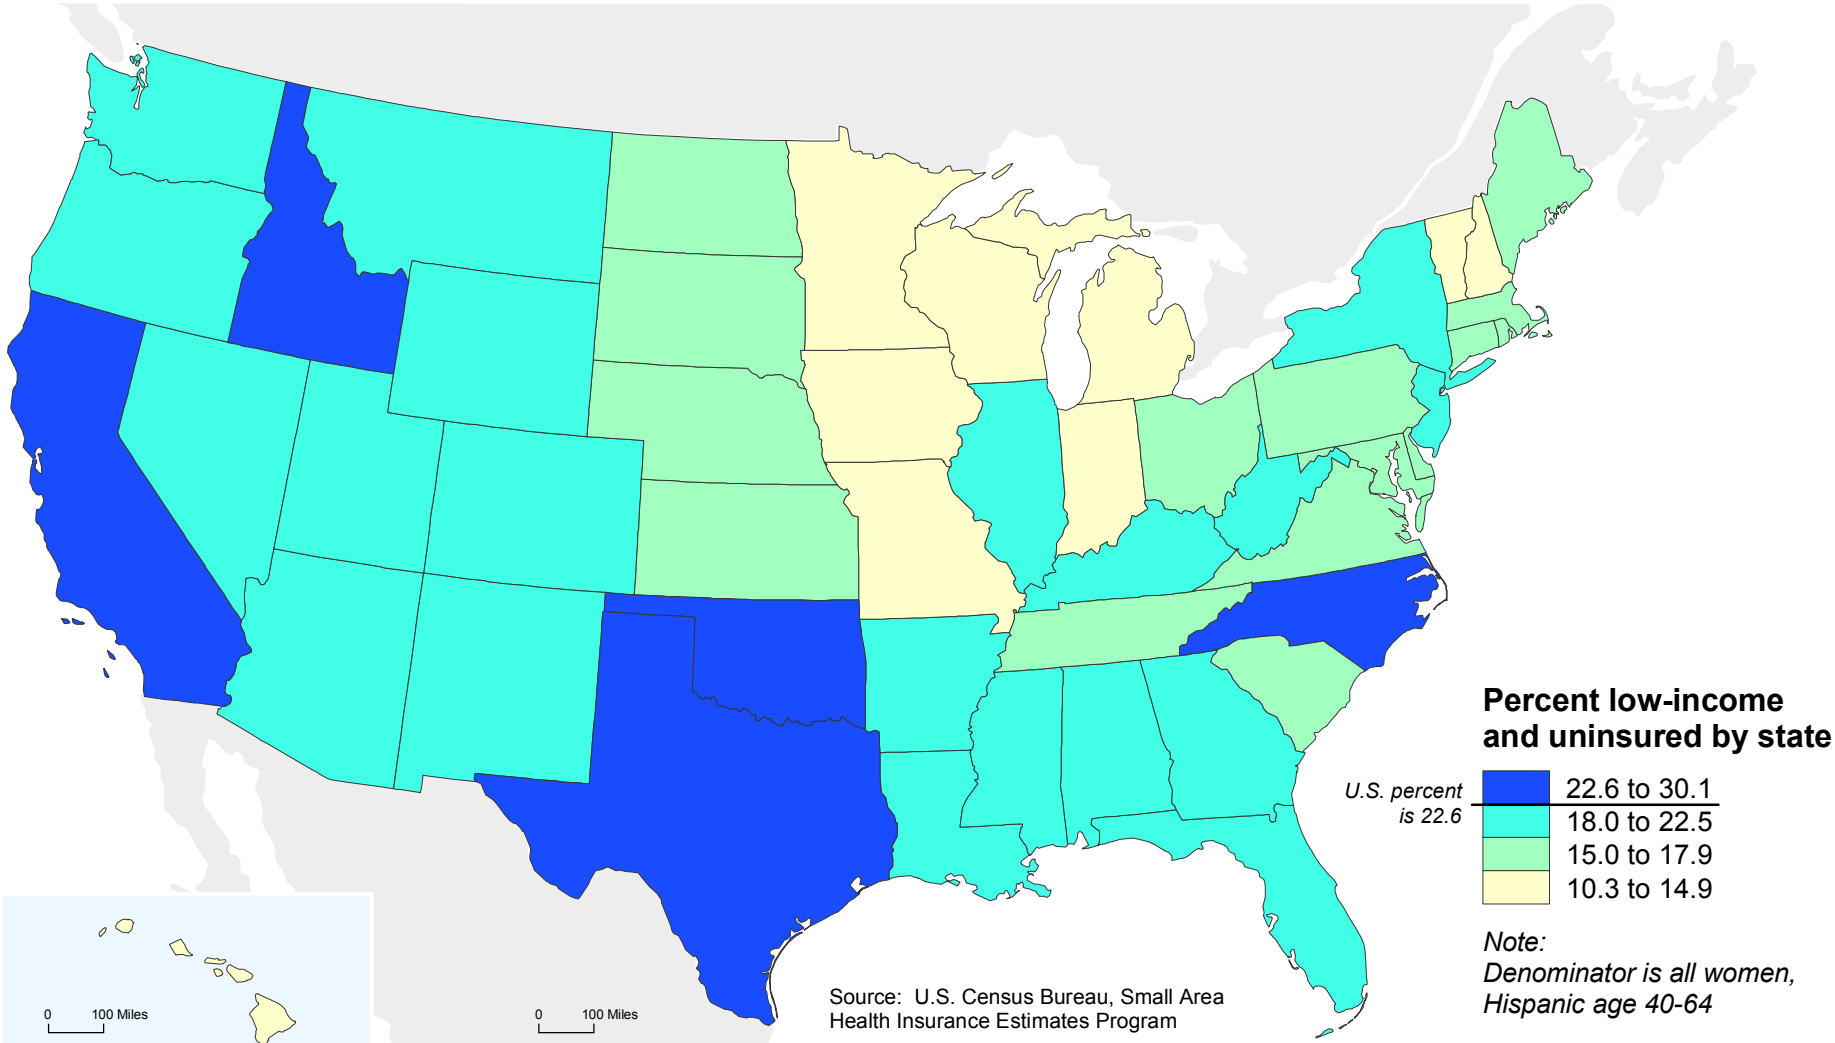 Percent low-income
and uninsured by state
U.S. percent
is 22.6
22.6 to 30.1
18.0 to 22.5
15.0 to 17.9
10.3 to 14.9
Note:
Denominator is all women,
Hispanic age 40-64
Source:  U.S. Census Bureau, Small Area
Health Insurance Estimates Program
0 100 Miles
0 100 Miles